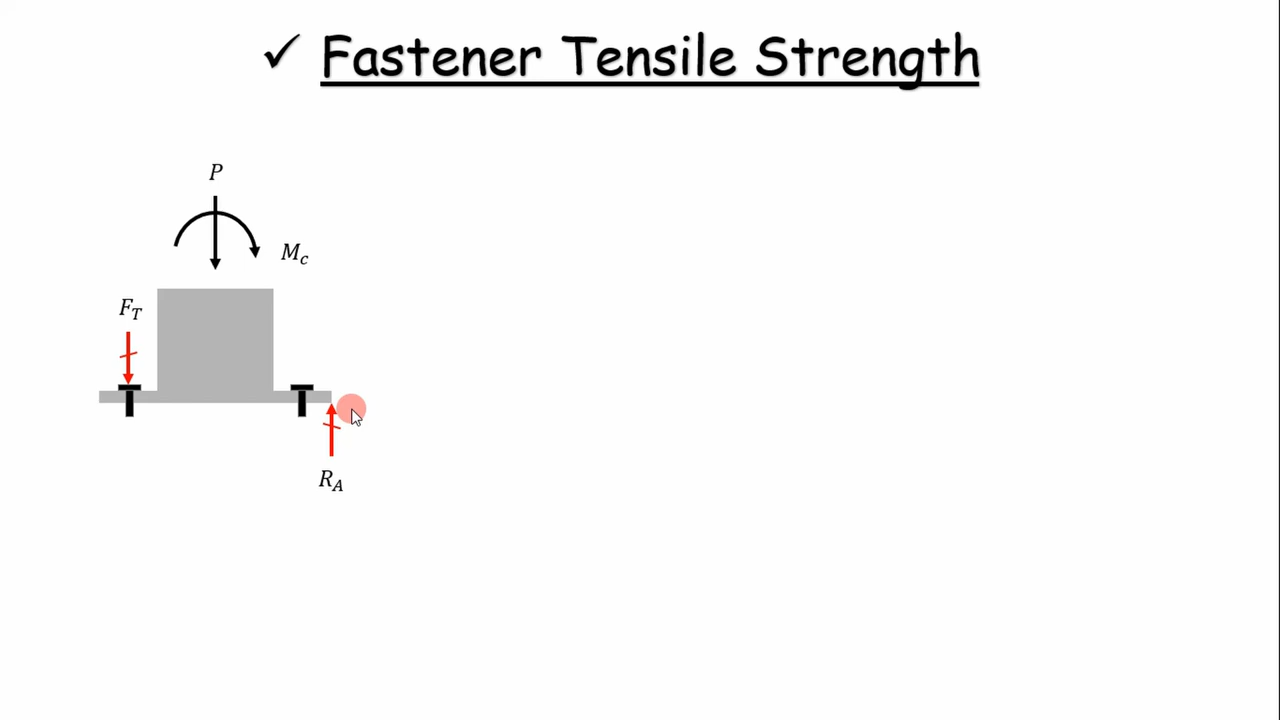 ✓ Fastener Tensile Strength
P
M_c
F_T
R_A